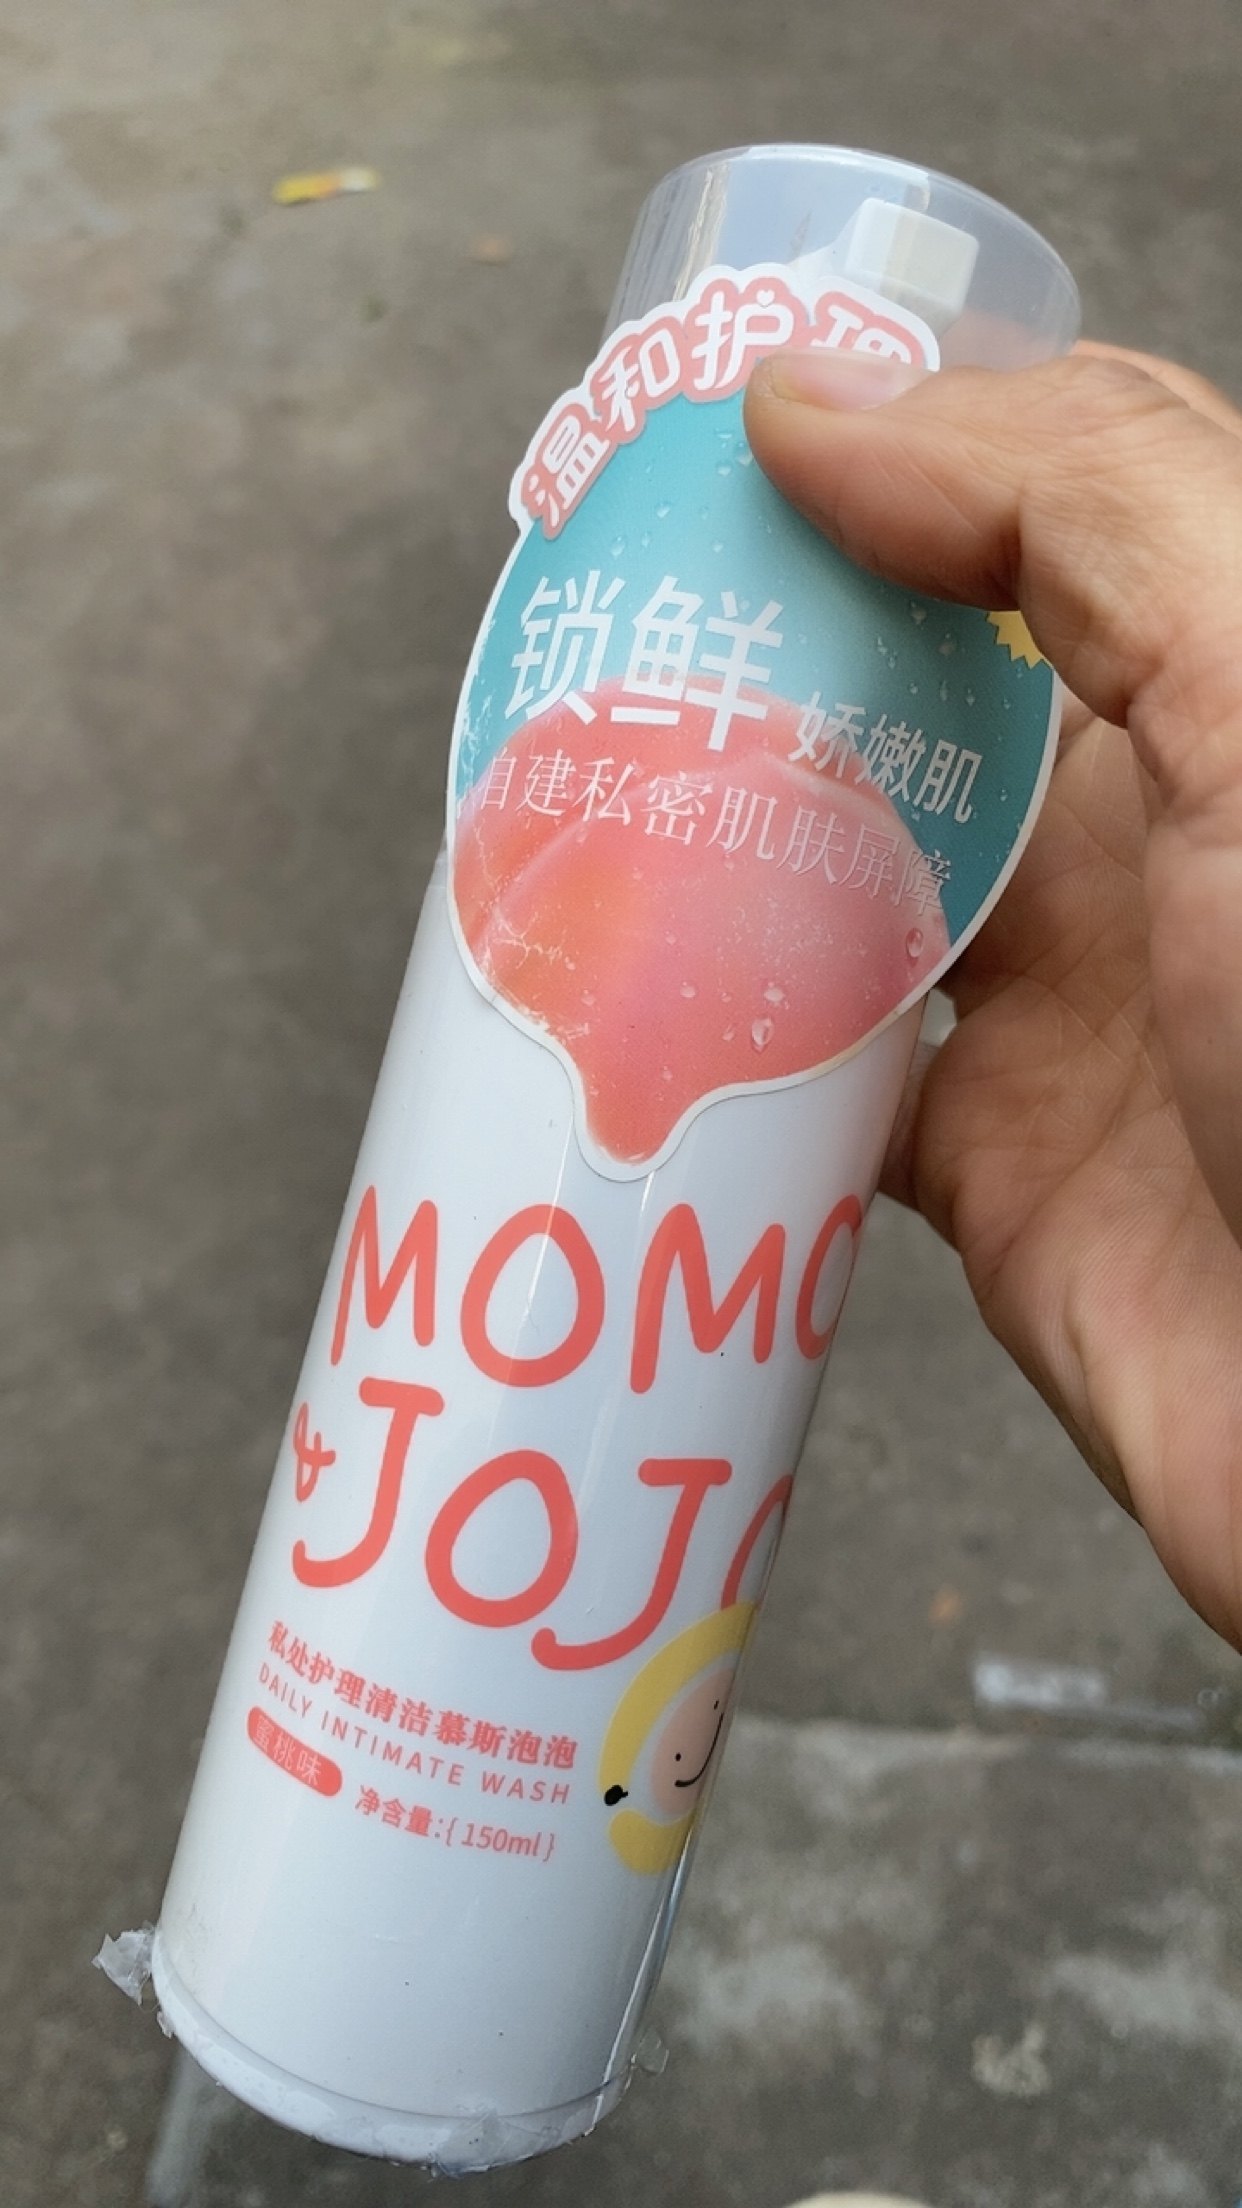 温和护理
锁鲜 娇嫩肌
自建私密肌肤屏障
MOMO
&JOJO
私处护理清洁慕斯泡泡
DAILY INTIMATE WASH
蜜桃味
净含量:{150ml}